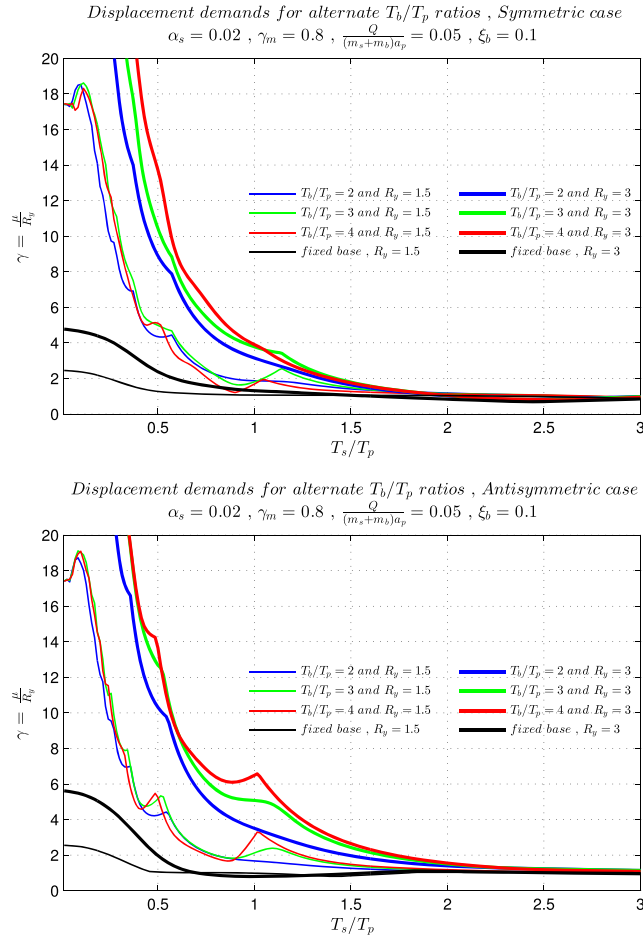 Displacement demands for alternate T_b/T_p ratios , Symmetric case
α_s = 0.02 , γ_m = 0.8 , Q/((m_s+m_b)a_p) = 0.05 , ξ_b = 0.1
20
18
16
14
12
10
8
6
4
2
0
γ = μ/R_y
T_b/T_p = 2 and R_y = 1.5
T_b/T_p = 3 and R_y = 1.5
T_b/T_p = 4 and R_y = 1.5
fixed base , R_y = 1.5
T_b/T_p = 2 and R_y = 3
T_b/T_p = 3 and R_y = 3
T_b/T_p = 4 and R_y = 3
fixed base , R_y = 3
0.5 1 1.5 2 2.5 3
T_s/T_p
Displacement demands for alternate T_b/T_p ratios , Antisymmetric case
α_s = 0.02 , γ_m = 0.8 , Q/((m_s+m_b)a_p) = 0.05 , ξ_b = 0.1
20
18
16
14
12
10
8
6
4
2
0
γ = μ/R_y
T_b/T_p = 2 and R_y = 1.5
T_b/T_p = 3 and R_y = 1.5
T_b/T_p = 4 and R_y = 1.5
fixed base , R_y = 1.5
T_b/T_p = 2 and R_y = 3
T_b/T_p = 3 and R_y = 3
T_b/T_p = 4 and R_y = 3
fixed base , R_y = 3
0.5 1 1.5 2 2.5 3
T_s/T_p